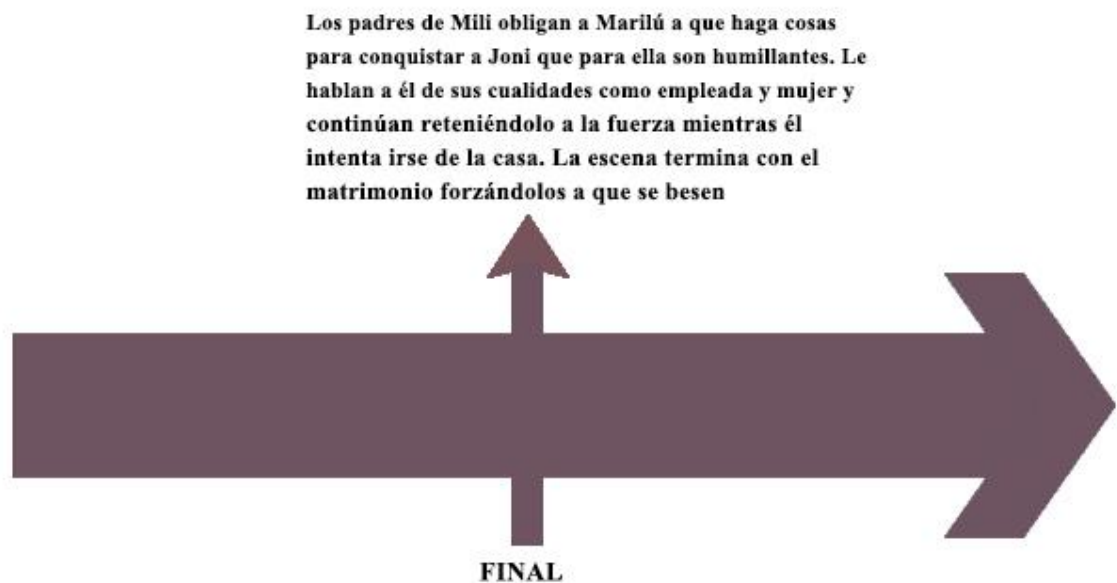 Los padres de Mili obligan a Marilú a que haga cosas
para conquistar a Joni que para ella son humillantes. Le
hablan a él de sus cualidades como empleada y mujer y
continúan reteniéndolo a la fuerza mientras él
intenta irse de la casa. La escena termina con el
matrimonio forzándolos a que se besen
FINAL